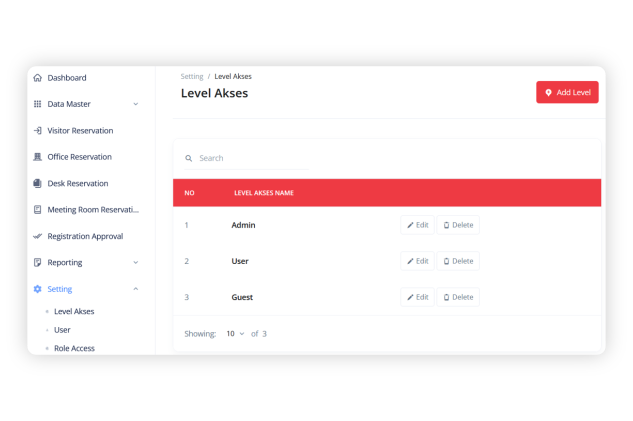 Dashboard
Data Master
Visitor Reservation
Office Reservation
Desk Reservation
Meeting Room Reservati...
Registration Approval
Reporting
Setting
Level Akses
User
Role Access
Setting / Level Akses
Level Akses
Add Level
Search
NO LEVEL AKSES NAME
1 Admin Edit Delete
2 User Edit Delete
3 Guest Edit Delete
Showing: 10 of 3